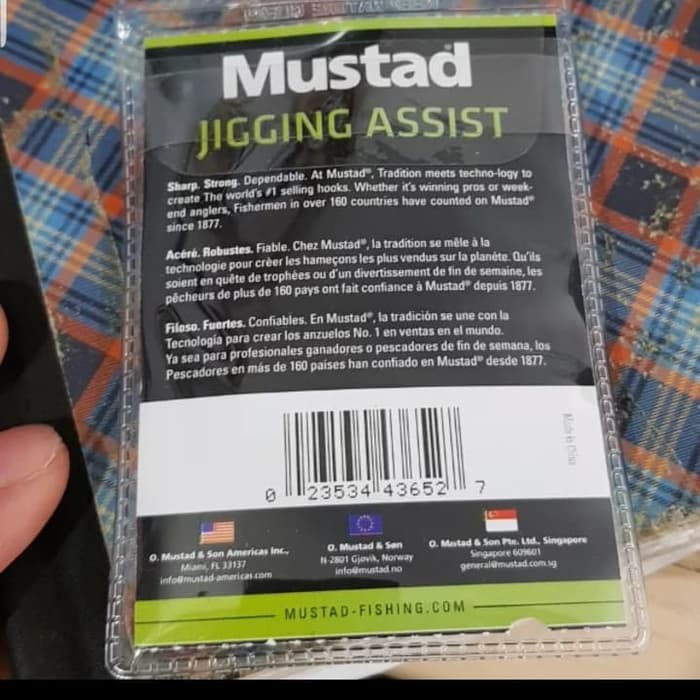 Mustad
JIGGING ASSIST
Sharp. Strong. Dependable. At Mustad®, Tradition meets techno-logy to
create The world's #1 selling hooks. Whether it's winning pros or week-
end anglers, Fishermen in over 160 countries have counted on Mustad®
since 1877.
Acéré. Robustes. Fiable. Chez Mustad®, la tradition se mêle à la
technologie pour créer les hameçons les plus vendus sur la planète. Qu'ils
soient en quête de trophées ou d'un divertissement de fin de semaine, les
pêcheurs de plus de 160 pays ont fait confiance à Mustad® depuis 1877.
Filoso. Fuertes. Confiables. En Mustad®, la tradición se une con la
Tecnología para crear los anzuelos No. 1 en ventas en el mundo.
Ya sea para profesionales ganadores o pescadores de fin de semana, los
Pescadores en más de 160 países han confiado en Mustad® desde 1877.
Made in China
0 23534 43652 7
O. Mustad & Son Americas Inc.,
Miami, FL 33137
info@mustad-americas.com
O. Mustad & Søn
N-2801 Gjøvik, Norway
info@mustad.no
O. Mustad & Son Pte. Ltd., Singapore
Singapore 609601
general@mustad.com.sg
MUSTAD-FISHING.COM